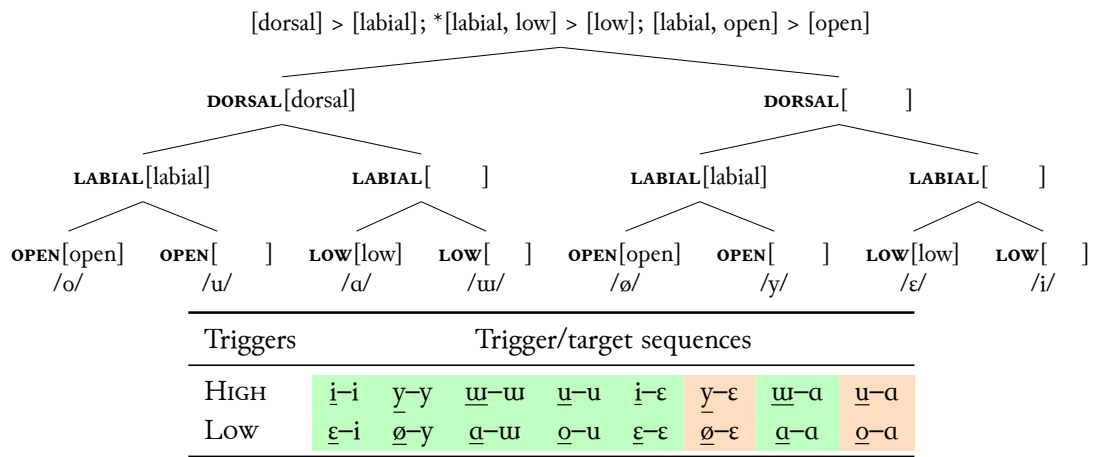 [dorsal] > [labial]; *[labial, low] > [low]; [labial, open] > [open]
DORSAL[dorsal] DORSAL[ ]
LABIAL[labial] LABIAL[ ] LABIAL[labial] LABIAL[ ]
OPEN[open] OPEN[ ] LOW[low] LOW[ ] OPEN[open] OPEN[ ] LOW[low] LOW[ ]
/o/ /u/ /ɑ/ /ɯ/ /ø/ /y/ /ɛ/ /i/
Triggers Trigger/target sequences
HIGH i–i y–y ɯ–ɯ u–u i–ɛ y–ɛ ɯ–ɑ u–ɑ
LOW ɛ–i ø–y ɑ–ɯ o–u ɛ–ɛ ø–ɛ ɑ–ɑ o–ɑ